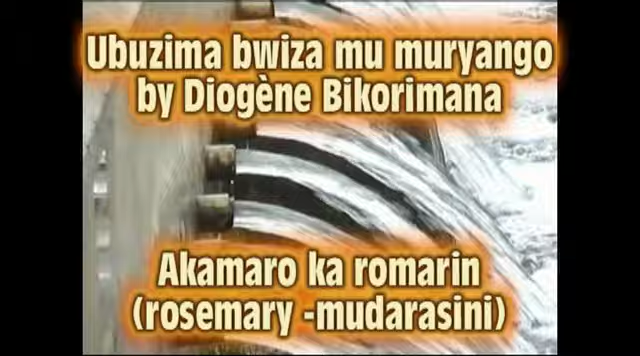 Ubuzima bwiza mu muryango
by Diogène Bikorimana
Akamaro ka romarin
(rosemary -mudarasini)